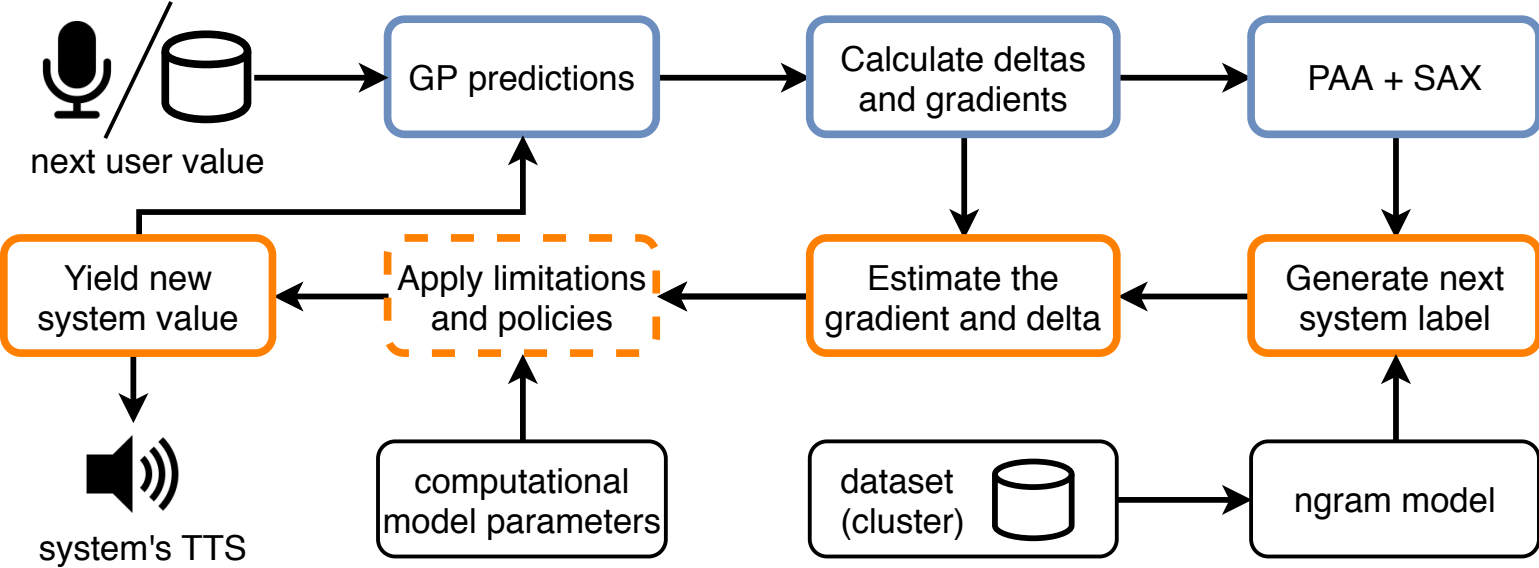 next user value
GP predictions
Calculate deltas
and gradients
PAA + SAX
Yield new
system value
Apply limitations
and policies
Estimate the
gradient and delta
Generate next
system label
system's TTS
computational
model parameters
dataset
(cluster)
ngram model